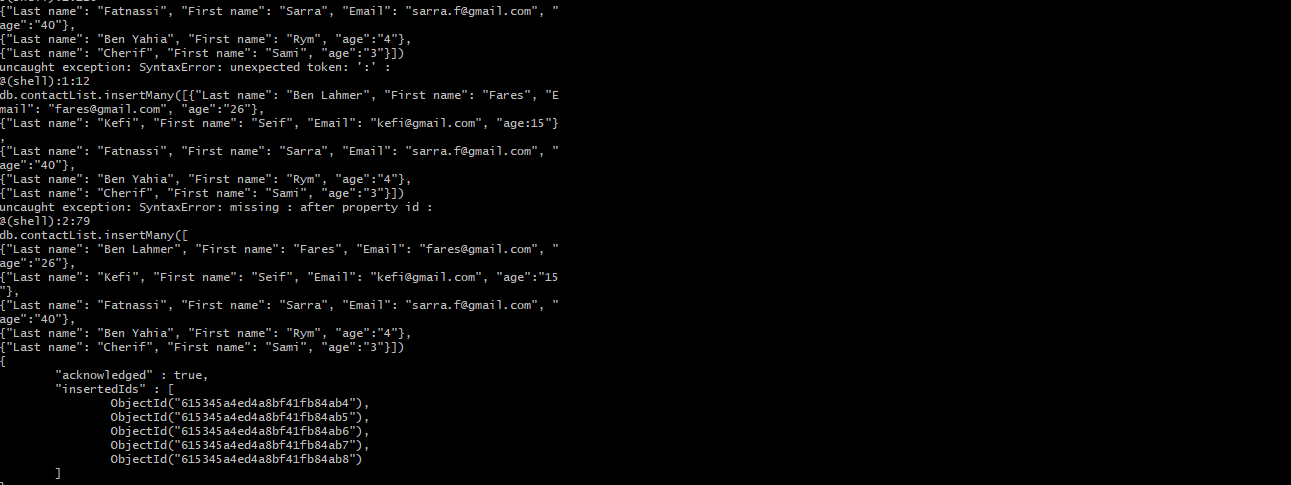 {"Last name": "Fatnassi", "First name": "Sarra", "Email": "sarra.f@gmail.com", "
age":"40"},
{"Last name": "Ben Yahia", "First name": "Rym", "age":"4"},
{"Last name": "Cherif", "First name": "Sami", "age":"3"}])
uncaught exception: SyntaxError: unexpected token: ':' :
@(shell):1:12
db.contactList.insertMany([{"Last name": "Ben Lahmer", "First name": "Fares", "E
mail": "fares@gmail.com", "age":"26"},
{"Last name": "Kefi", "First name": "Seif", "Email": "kefi@gmail.com", "age:15"}
,
{"Last name": "Fatnassi", "First name": "Sarra", "Email": "sarra.f@gmail.com", "
age":"40"},
{"Last name": "Ben Yahia", "First name": "Rym", "age":"4"},
{"Last name": "Cherif", "First name": "Sami", "age":"3"}])
uncaught exception: SyntaxError: missing : after property id :
@(shell):2:79
db.contactList.insertMany([
{"Last name": "Ben Lahmer", "First name": "Fares", "Email": "fares@gmail.com", "
age":"26"},
{"Last name": "Kefi", "First name": "Seif", "Email": "kefi@gmail.com", "age":"15
"},
{"Last name": "Fatnassi", "First name": "Sarra", "Email": "sarra.f@gmail.com", "
age":"40"},
{"Last name": "Ben Yahia", "First name": "Rym", "age":"4"},
{"Last name": "Cherif", "First name": "Sami", "age":"3"}])
{
"acknowledged" : true,
"insertedIds" : [
ObjectId("615345a4ed4a8bf41fb84ab4"),
ObjectId("615345a4ed4a8bf41fb84ab5"),
ObjectId("615345a4ed4a8bf41fb84ab6"),
ObjectId("615345a4ed4a8bf41fb84ab7"),
ObjectId("615345a4ed4a8bf41fb84ab8")
]